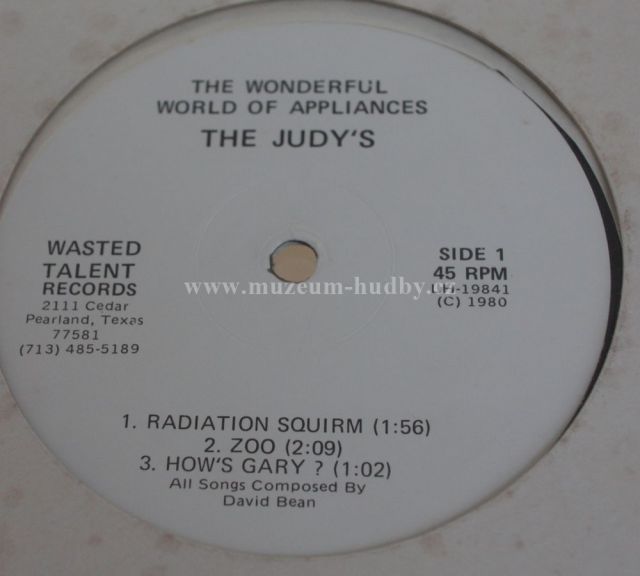 THE WONDERFUL
WORLD OF APPLIANCES
THE JUDY'S
WASTED
TALENT
RECORDS
2111 Cedar
Pearland, Texas
77581
(713) 485-5189
SIDE 1
45 RPM
LH-19841
(C) 1980
www.muzeum-hudby.cz
1. RADIATION SQUIRM (1:56)
2. ZOO (2:09)
3. HOW'S GARY ? (1:02)
All Songs Composed By
David Bean